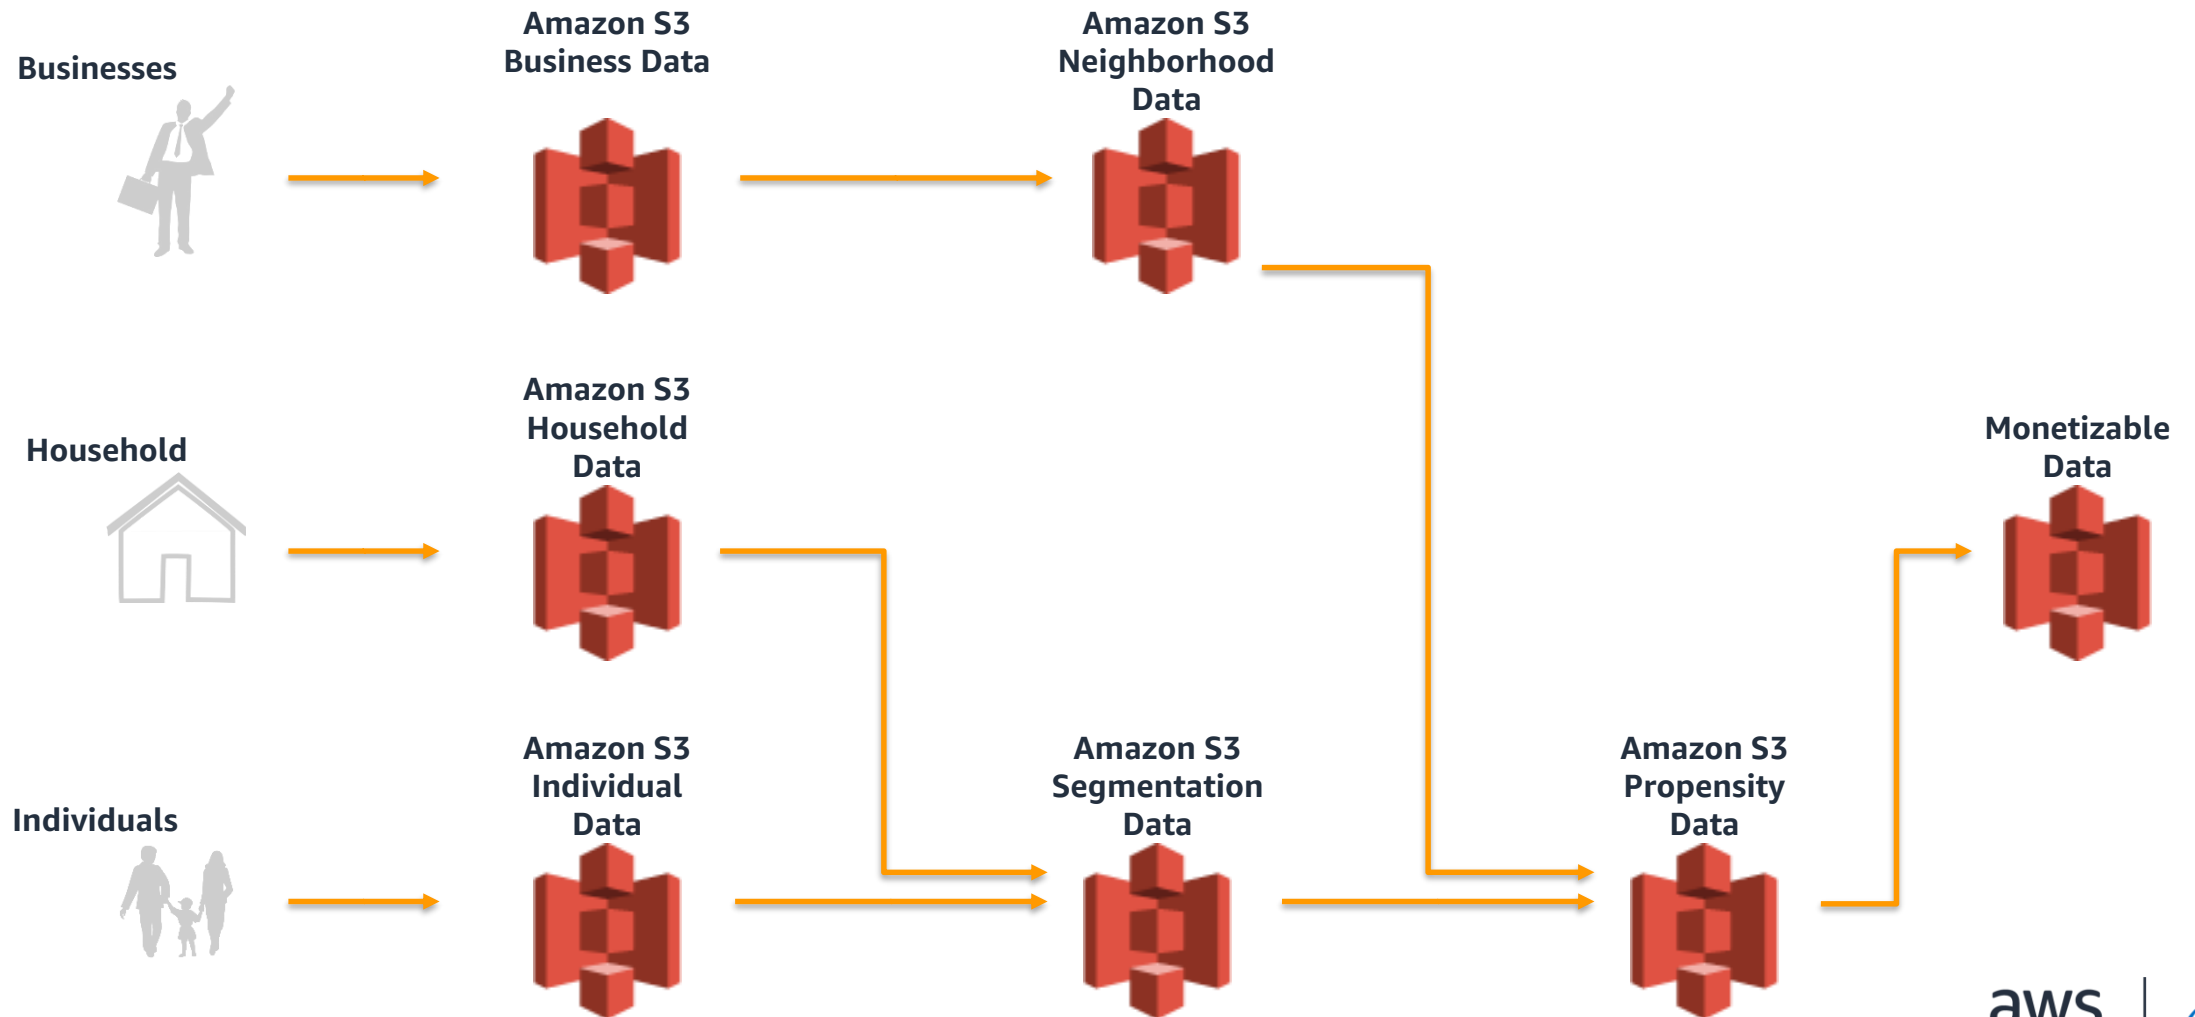 Businesses
Amazon S3
Business Data
Amazon S3
Neighborhood
Data
Household
Amazon S3
Household
Data
Monetizable
Data
Individuals
Amazon S3
Individual
Data
Amazon S3
Segmentation
Data
Amazon S3
Propensity
Data
aws